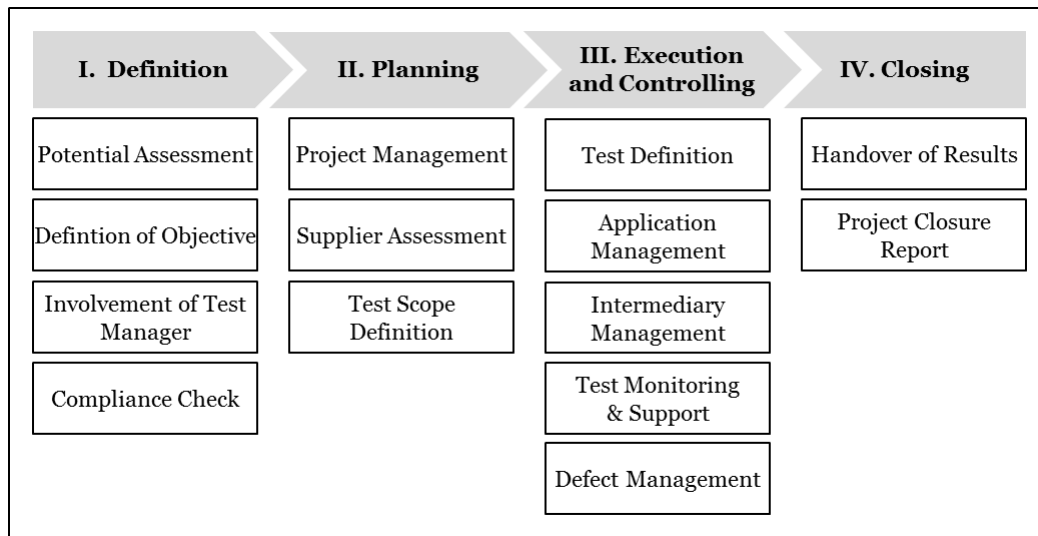 I. Definition
II. Planning
III. Execution
and Controlling
IV. Closing
Potential Assessment
Defintion of Objective
Involvement of Test
Manager
Compliance Check
Project Management
Supplier Assessment
Test Scope
Definition
Test Definition
Application
Management
Intermediary
Management
Test Monitoring
& Support
Defect Management
Handover of Results
Project Closure
Report